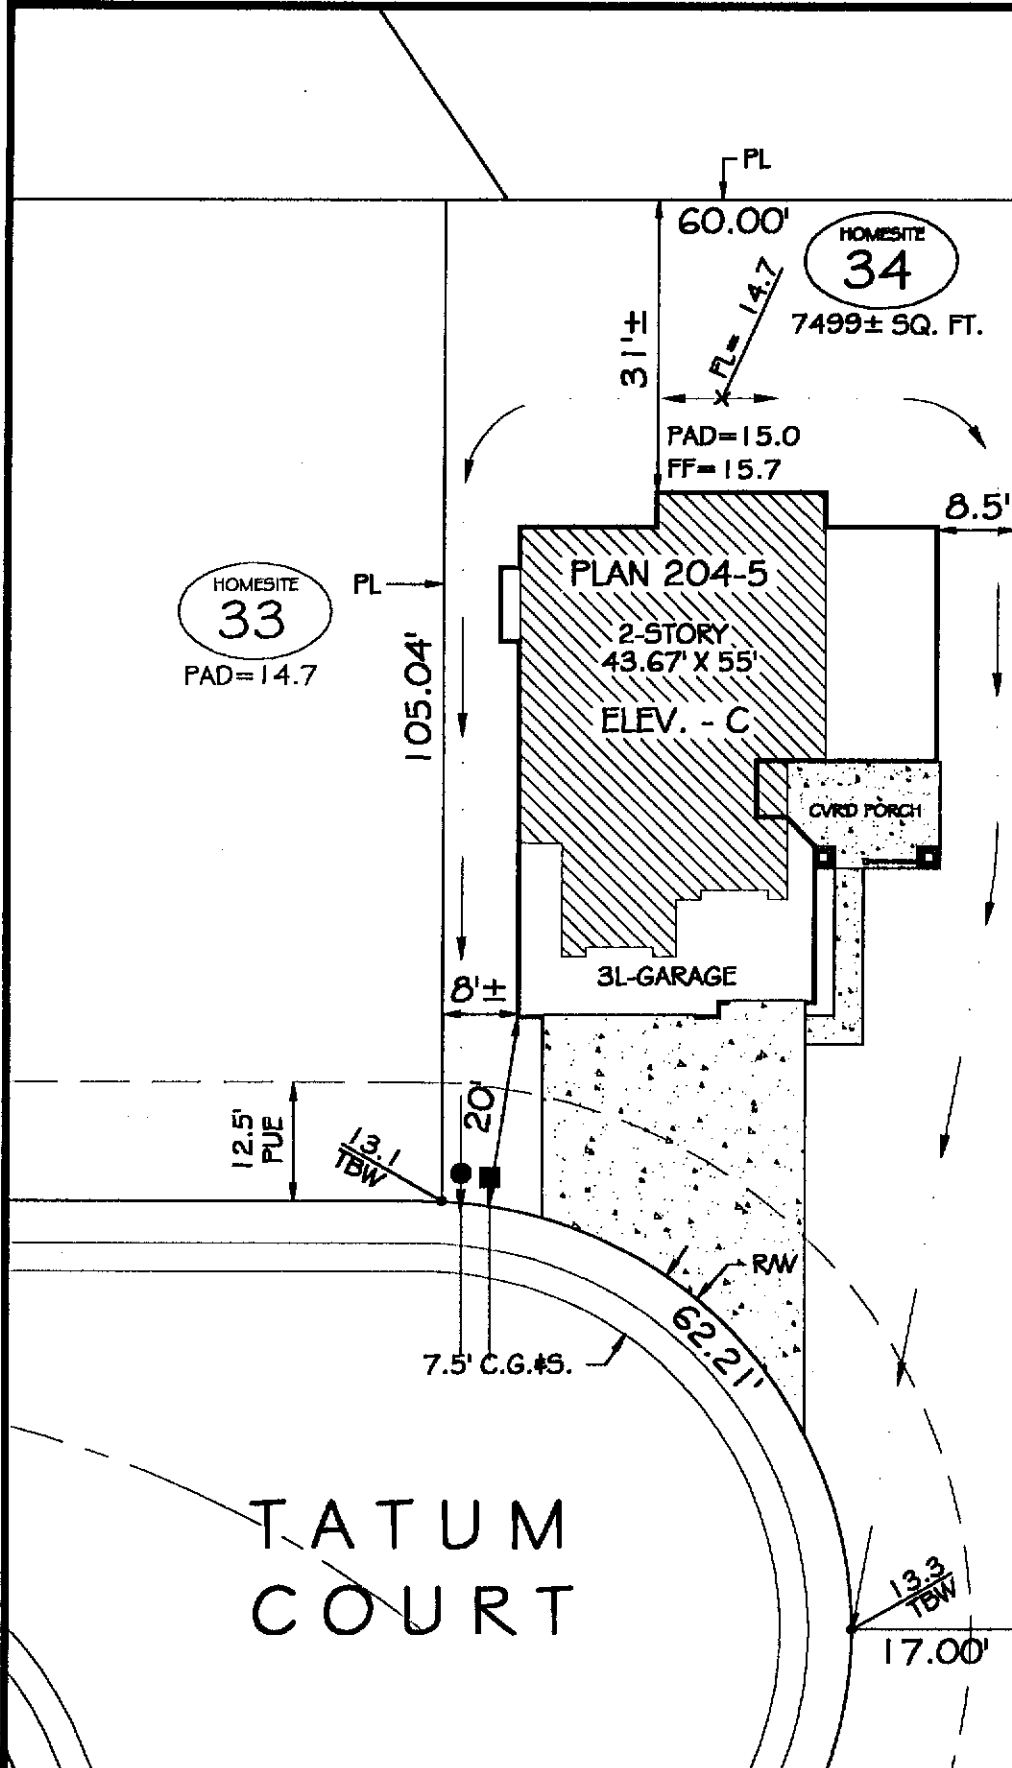 PL
60.00'
HOMESITE
34
7499± SQ. FT.
31'±
FL= 14.7
PAD=15.0
FF=15.7
8.5'
PLAN 204-5
2-STORY
43.67' X 55'
ELEV. - C
HOMESITE
33
PAD=14.7
PL
105.04'
CVR'D PORCH
3L-GARAGE
8'±
20'
12.5'
PUE
13.1
TBW
R/W
62.21'
7.5' C.G.&S.
TATUM
COURT
13.3
TBW
17.00'